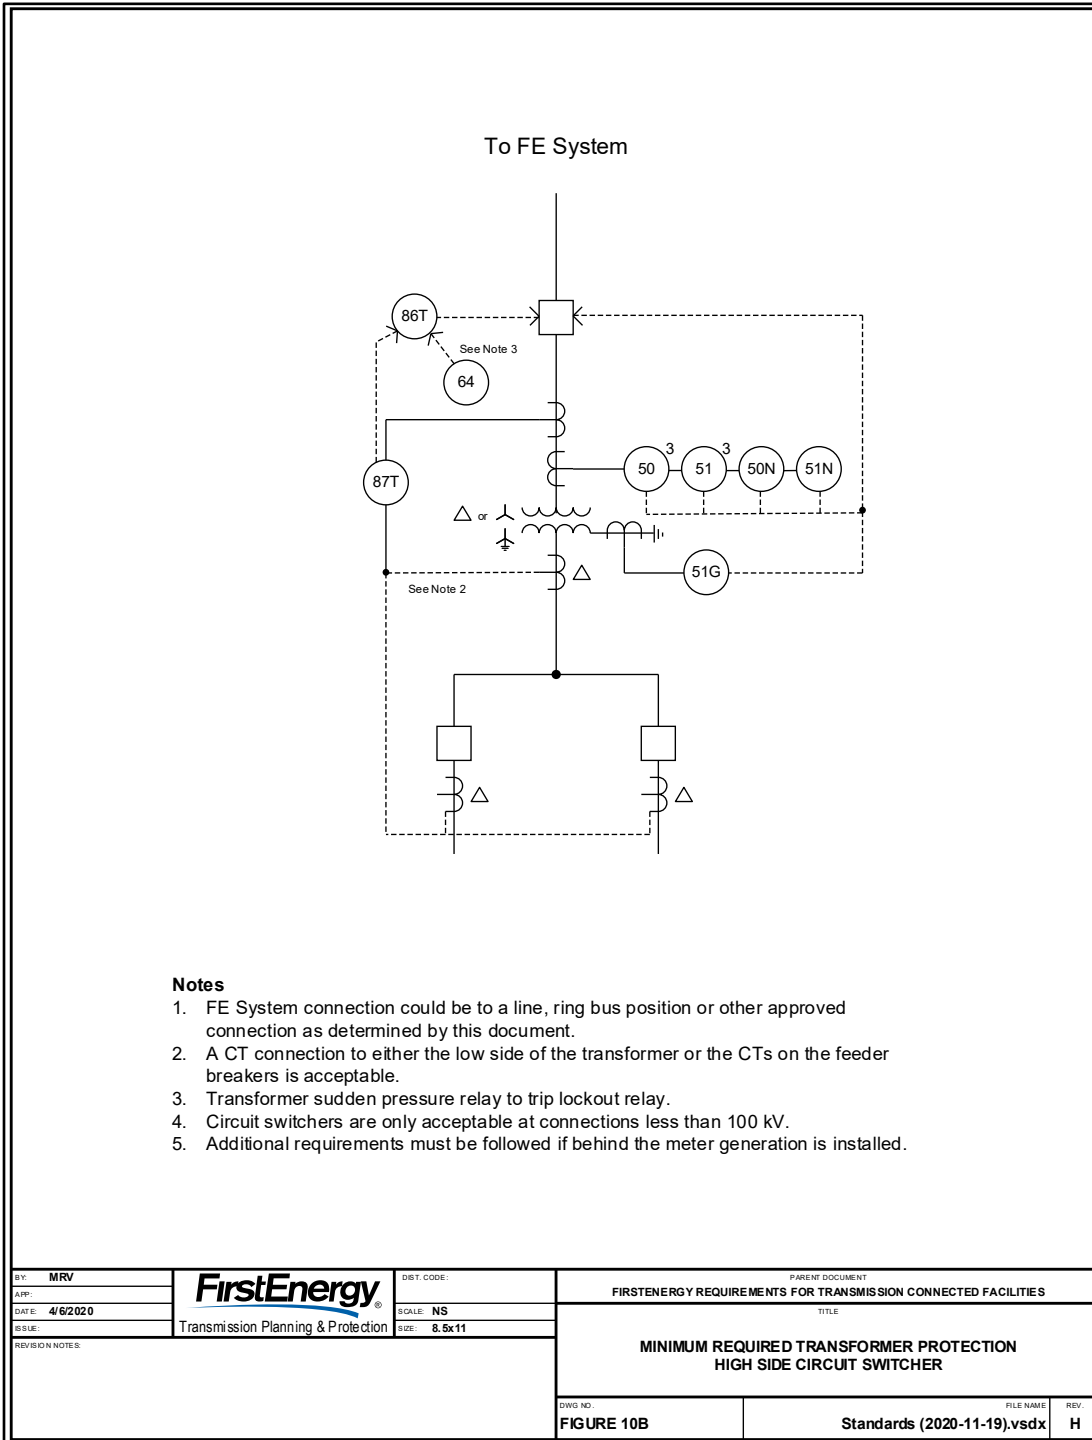 To FE System
86T
See Note 3
64
3
3
50
51
50N
51N
87T
or
51G
See Note 2
Notes
1. FE System connection could be to a line, ring bus position or other approved
connection as determined by this document.
2. A CT connection to either the low side of the transformer or the CTs on the feeder
breakers is acceptable.
3. Transformer sudden pressure relay to trip lockout relay.
4. Circuit switchers are only acceptable at connections less than 100 kV.
5. Additional requirements must be followed if behind the meter generation is installed.
BY: MRV
APP:
DATE: 4/6/2020
ISSUE:
REVISION NOTES:
FirstEnergy®
Transmission Planning & Protection
DIST. CODE:
SCALE: NS
SIZE: 8.5x11
PARENT DOCUMENT
FIRSTENERGY REQUIREMENTS FOR TRANSMISSION CONNECTED FACILITIES
TITLE
MINIMUM REQUIRED TRANSFORMER PROTECTION
HIGH SIDE CIRCUIT SWITCHER
DWG NO.
FIGURE 10B
FILE NAME
Standards (2020-11-19).vsdx
REV.
H